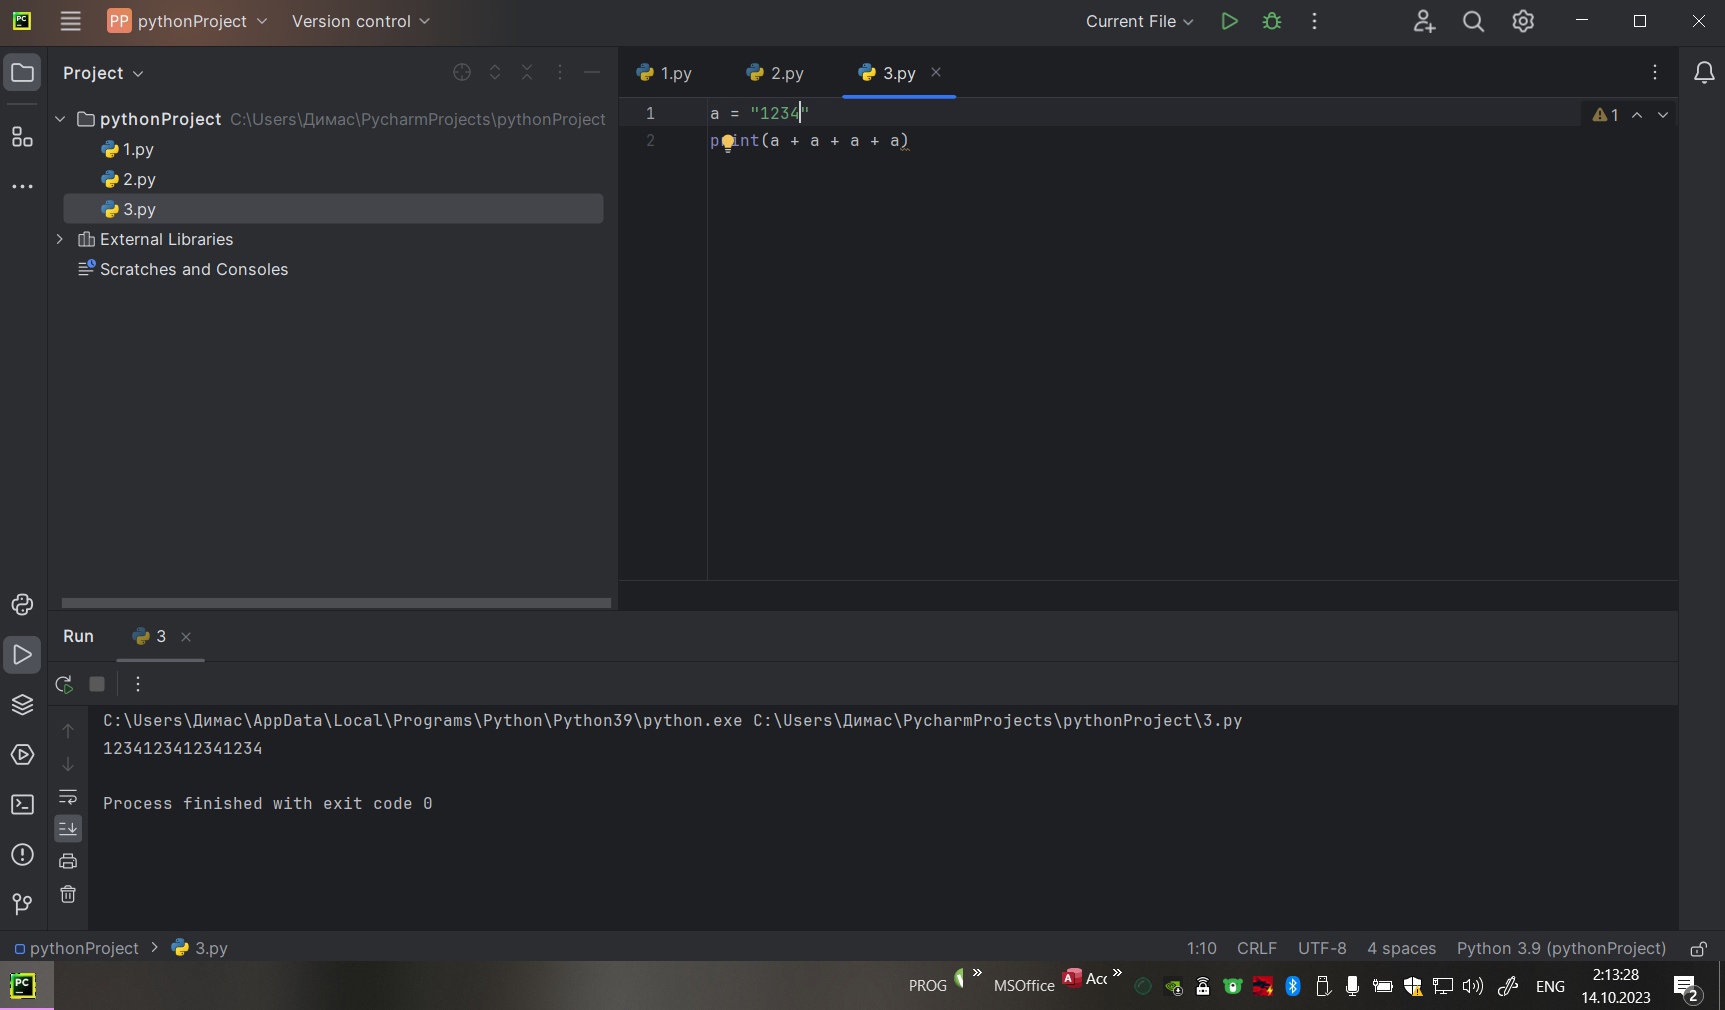 PC PP pythonProject Version control Current File
Project
1.py 2.py 3.py
pythonProject C:\Users\Димас\PycharmProjects\pythonProject
1.py
2.py
3.py
External Libraries
Scratches and Consoles
1 a = "1234"
1
2 print(a + a + a + a)
Run 3
C:\Users\Димас\AppData\Local\Programs\Python\Python39\python.exe C:\Users\Димас\PycharmProjects\pythonProject\3.py
1234123412341234
Process finished with exit code 0
pythonProject > 3.py 1:10 CRLF UTF-8 4 spaces Python 3.9 (pythonProject)
PC PROG » MSOffice A Acc » ENG 2:13:28
14.10.2023
2